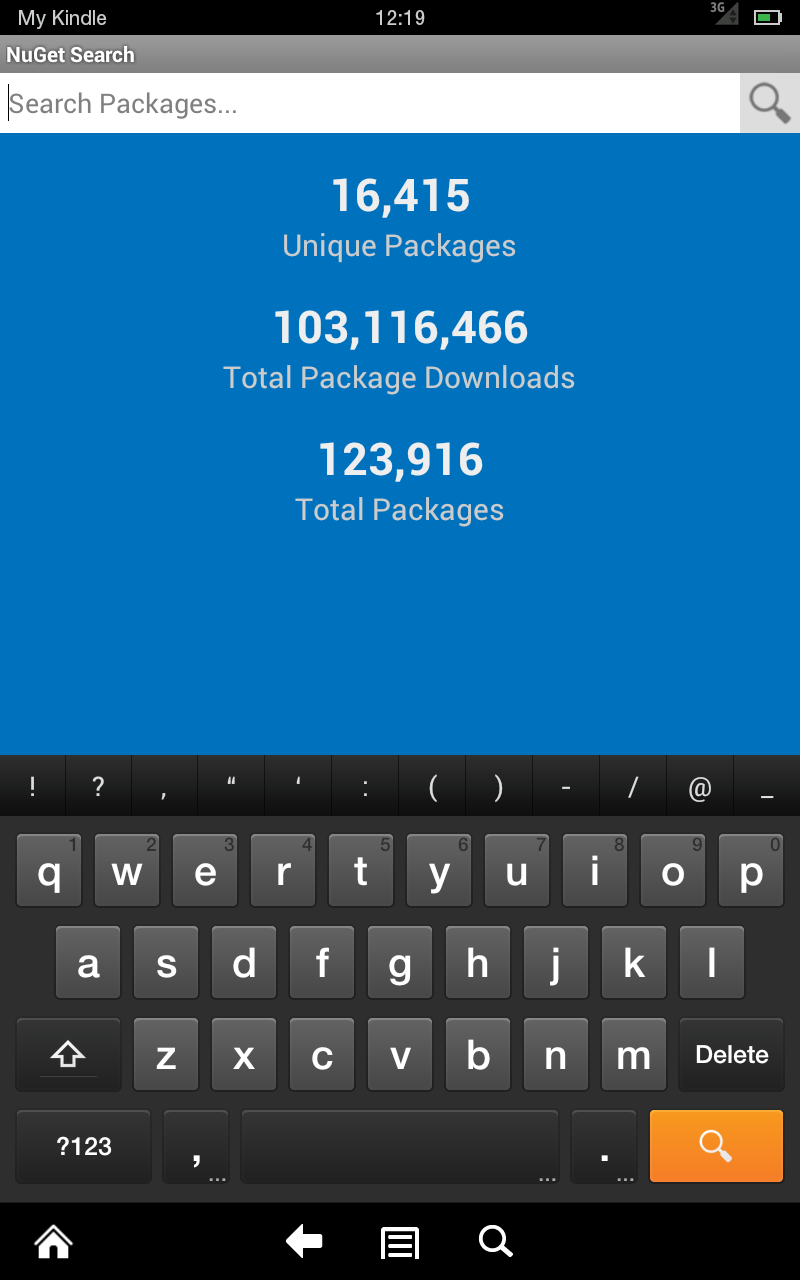 My Kindle 12:19 3G
NuGet Search
Search Packages...
16,415
Unique Packages
103,116,466
Total Package Downloads
123,916
Total Packages
! ? , “ ‘ : ( ) - / @ _
1 2 3 4 5 6 7 8 9 0
q w e r t y u i o p
a s d f g h j k l
z x c v b n m Delete
?123 , ... ... . ...